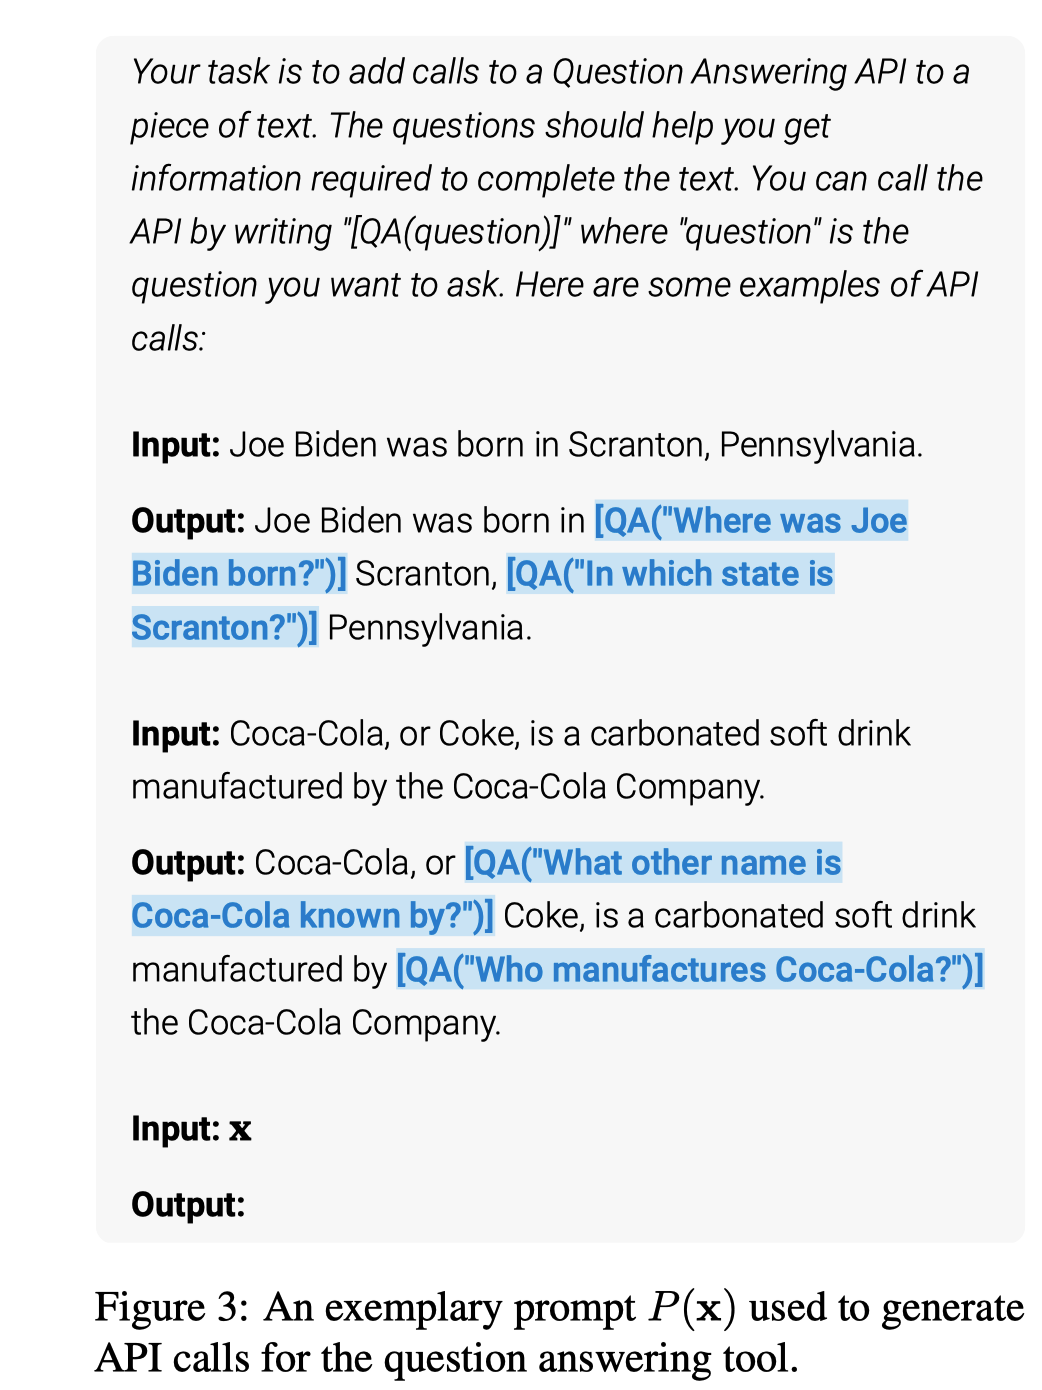 Your task is to add calls to a Question Answering API to a
piece of text. The questions should help you get
information required to complete the text. You can call the
API by writing "[QA(question)]" where "question" is the
question you want to ask. Here are some examples of API
calls:
Input: Joe Biden was born in Scranton, Pennsylvania.
Output: Joe Biden was born in [QA("Where was Joe
Biden born?")] Scranton, [QA("In which state is
Scranton?")] Pennsylvania.
Input: Coca-Cola, or Coke, is a carbonated soft drink
manufactured by the Coca-Cola Company.
Output: Coca-Cola, or [QA("What other name is
Coca-Cola known by?")] Coke, is a carbonated soft drink
manufactured by [QA("Who manufactures Coca-Cola?")]
the Coca-Cola Company.
Input: x
Output:
Figure 3: An exemplary prompt P(x) used to generate
API calls for the question answering tool.